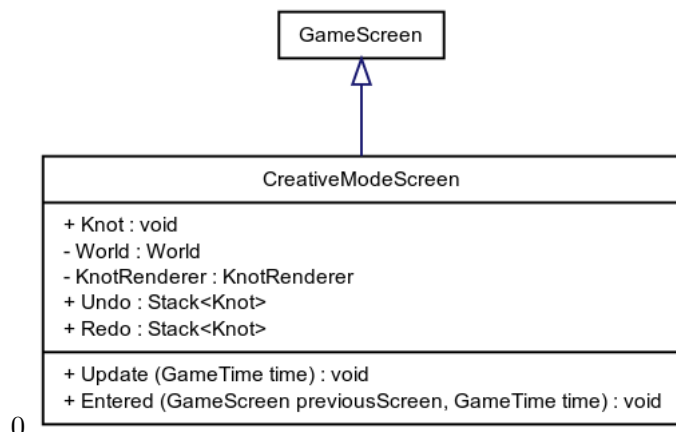 GameScreen
CreativeModeScreen
+ Knot : void
- World : World
- KnotRenderer : KnotRenderer
+ Undo : Stack<Knot>
+ Redo : Stack<Knot>
+ Update (GameTime time) : void
+ Entered (GameScreen previousScreen, GameTime time) : void
0